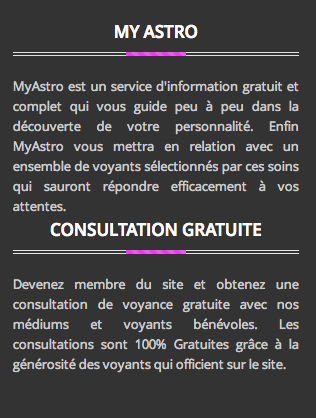 MY ASTRO
MyAstro est un service d'information gratuit et
complet qui vous guide peu à peu dans la
découverte de votre personnalité. Enfin
MyAstro vous mettra en relation avec un
ensemble de voyants sélectionnés par ces soins
qui sauront répondre efficacement à vos
attentes.
CONSULTATION GRATUITE
Devenez membre du site et obtenez une
consultation de voyance gratuite avec nos
médiums et voyants bénévoles. Les
consultations sont 100% Gratuites grâce à la
générosité des voyants qui officient sur le site.